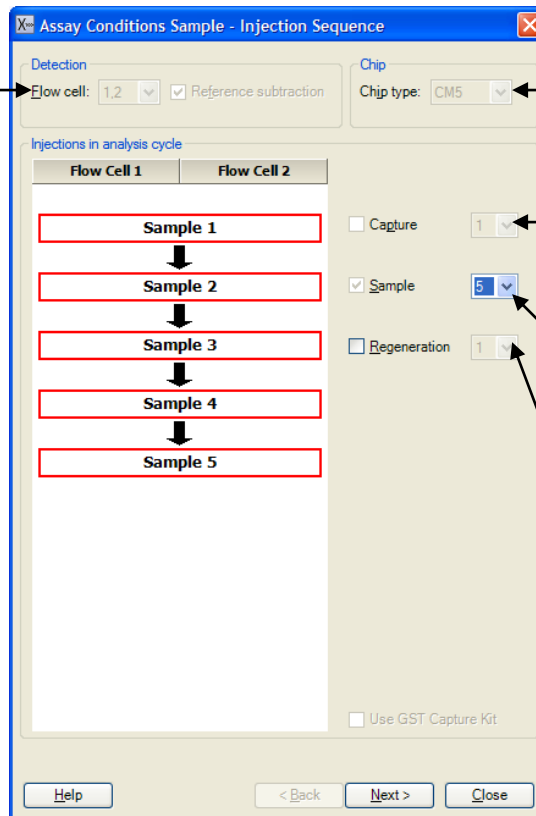 Assay Conditions Sample - Injection Sequence
Detection
Flow cell: 1,2 Reference subtraction
Chip
Chip type: CM5
Injections in analysis cycle
Flow Cell 1 Flow Cell 2
Sample 1
Capture 1
Sample 2
Sample 5
Sample 3
Regeneration 1
Sample 4
Sample 5
Use GST Capture Kit
Help < Back Next > Close